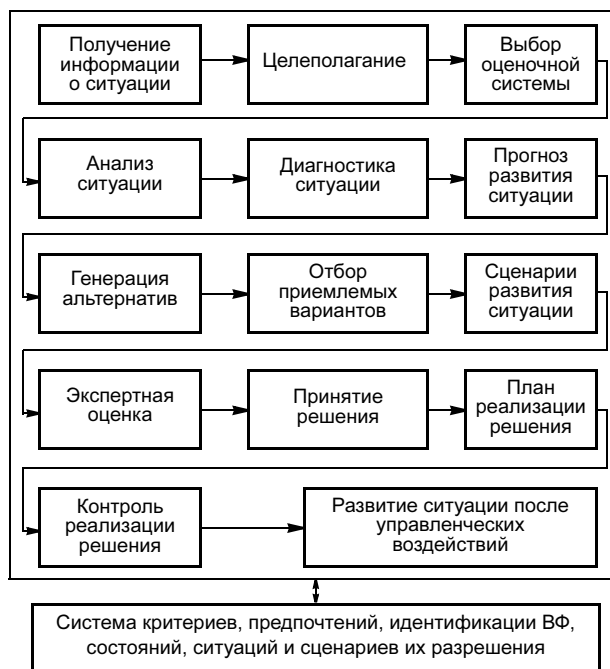 Получение
информации
о ситуации
Целеполагание
Выбор
оценочной
системы
Анализ
ситуации
Диагностика
ситуации
Прогноз
развития
ситуации
Генерация
альтернатив
Отбор
приемлемых
вариантов
Сценарии
развития
ситуации
Экспертная
оценка
Принятие
решения
План
реализации
решения
Контроль
реализации
решения
Развитие ситуации после
управленческих
воздействий
Система критериев, предпочтений, идентификации ВФ,
состояний, ситуаций и сценариев их разрешения